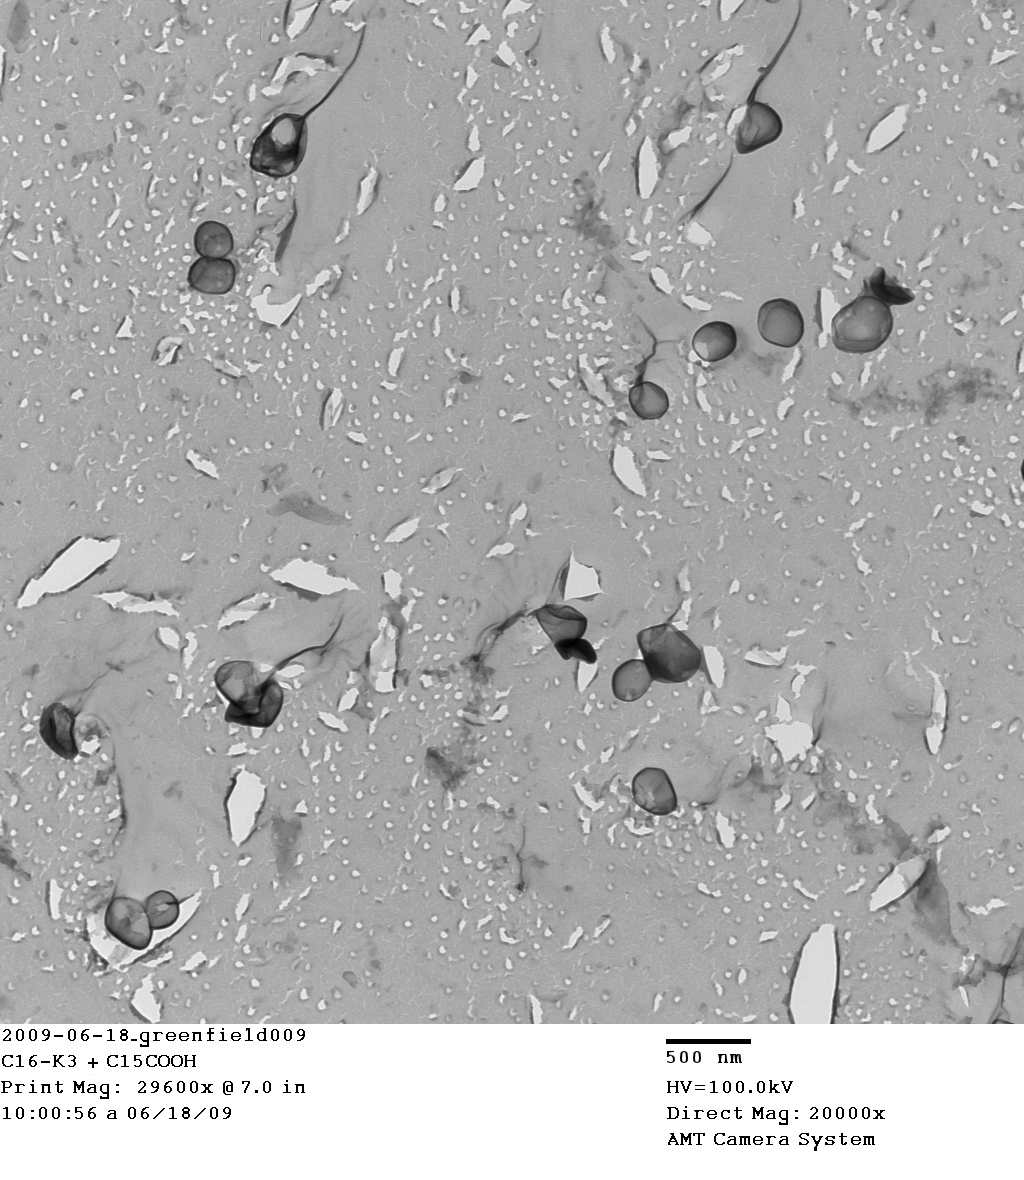 2009-06-18_greenfield009
C16-K3 + C15COOH
Print Mag: 29600x @ 7.0 in
10:00:56 a 06/18/09
500 nm
HV=100.0kV
Direct Mag: 20000x
AMT Camera System